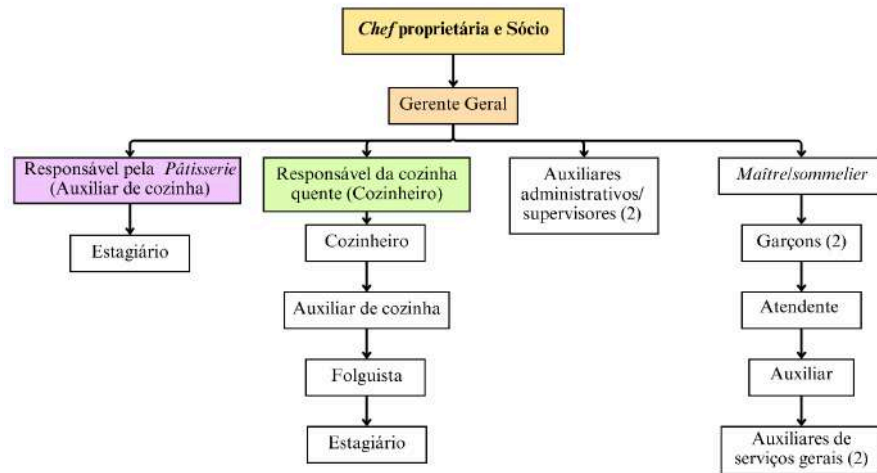 Chef proprietária e Sócio
Gerente Geral
Responsável pela Pâtisserie
(Auxiliar de cozinha)
Estagiário
Responsável da cozinha
quente (Cozinheiro)
Cozinheiro
Auxiliar de cozinha
Folguista
Estagiário
Auxiliares
administrativos/
supervisores (2)
Maître/sommelier
Garçons (2)
Atendente
Auxiliar
Auxiliares de
serviços gerais (2)